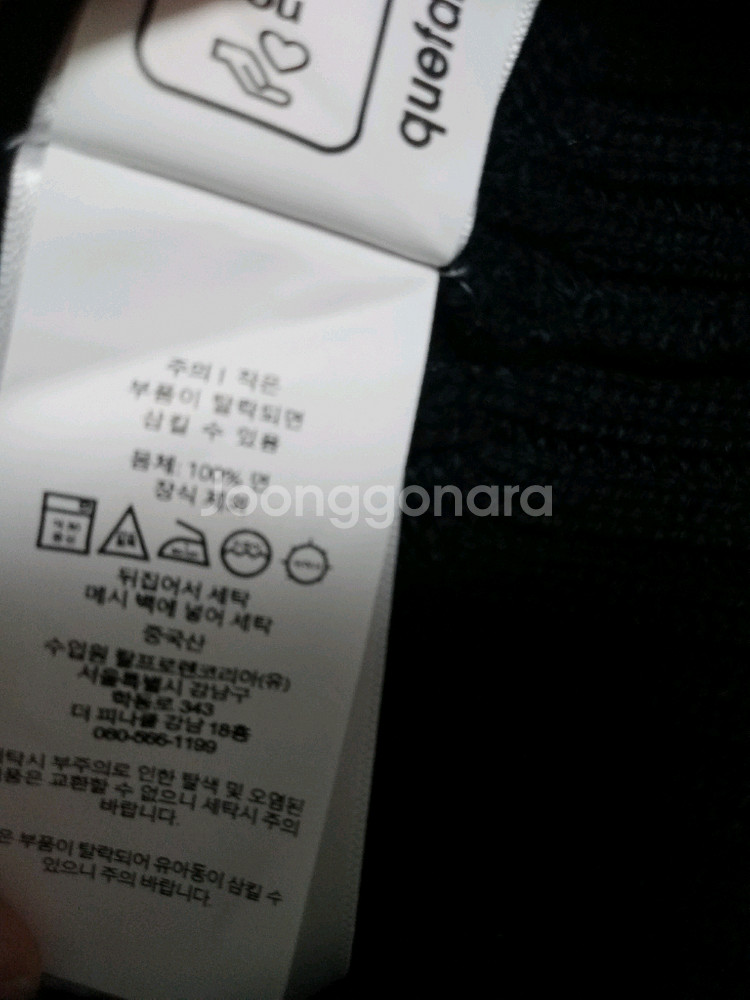 quefa
주의! 작은
부품이 탈락되면
삼킬 수 있음
몸체: 100% 면
장식 제외
Joonggonara
뒤집어서 세탁
메시 백에 넣어 세탁
중국산
수입원 랄프로렌코리아(유)
서울특별시 강남구
학동로 343
더 피나클 강남 18층
080-566-1199
탁시 부주의로 인한 탈색 및 오염된
품은 교환할 수 없으니 세탁시 주의
바랍니다.
은 부품이 탈락되어 유아동이 삼킬 수
있으니 주의 바랍니다.